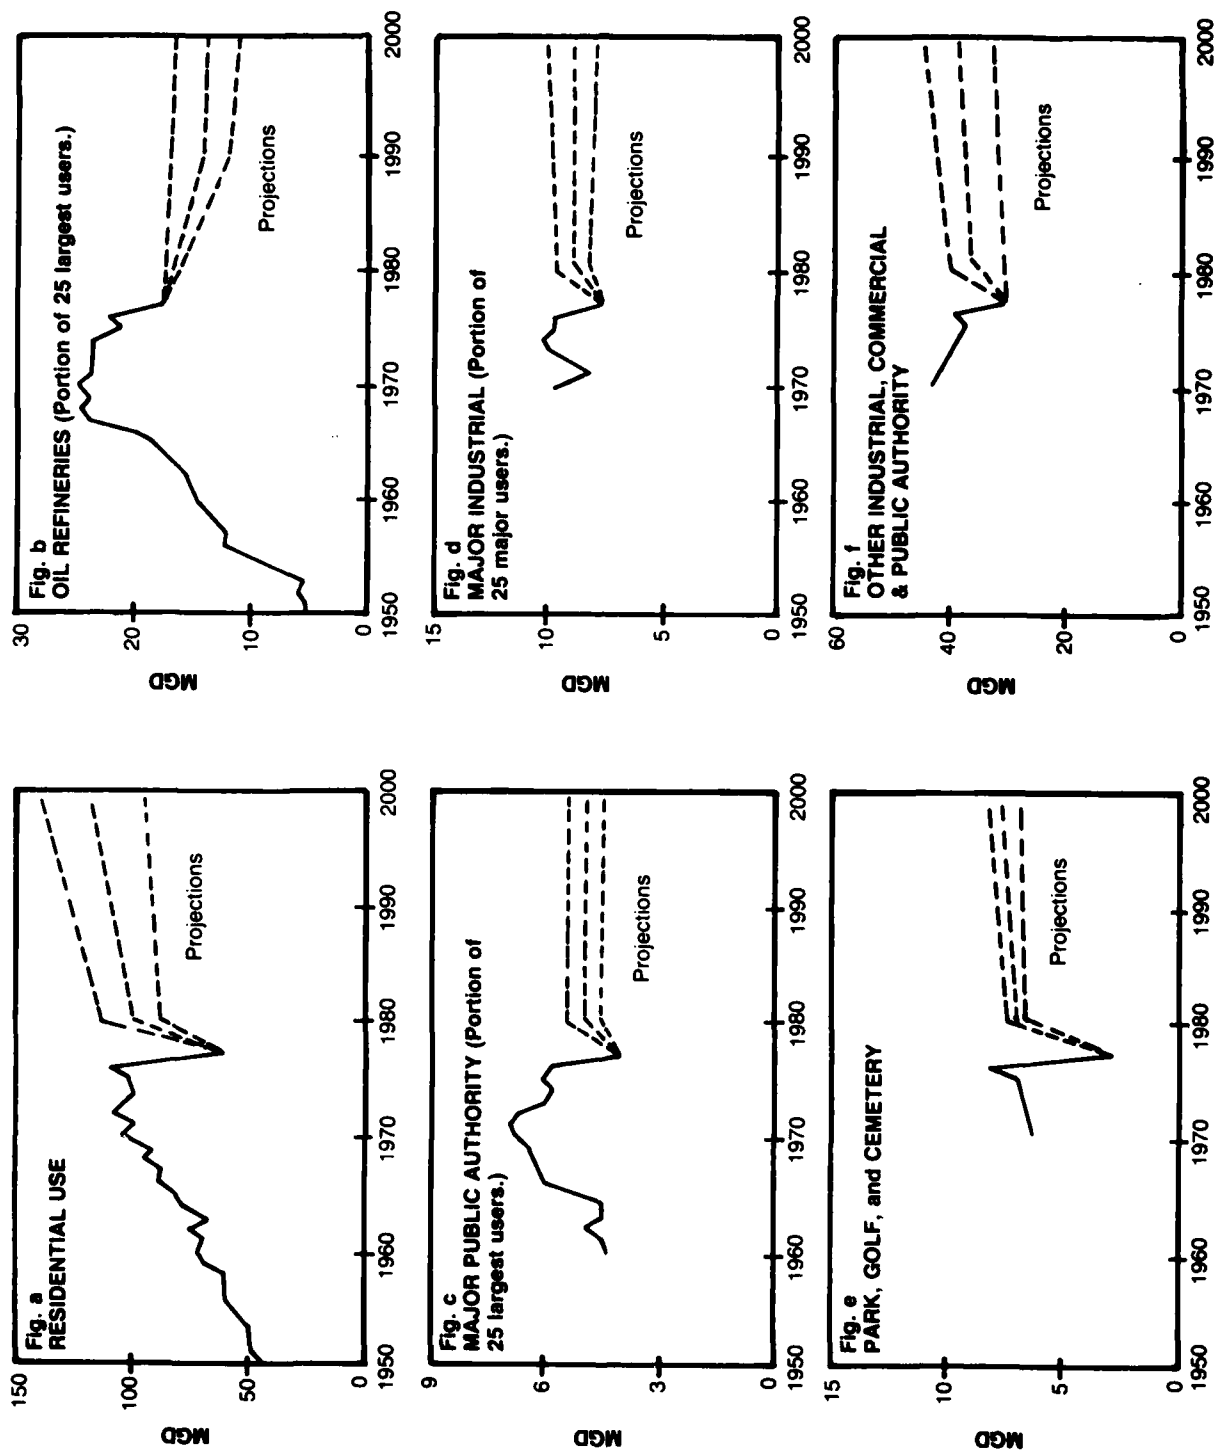 Fig. a
RESIDENTIAL USE
MGD
150
100
50
0
1950
1960
1970
1980
1990
2000
Projections
Fig. b
OIL REFINERIES (Portion of 25 largest users.)
MGD
30
20
10
0
1950
1960
1970
1980
1990
2000
Projections
Fig. c
MAJOR PUBLIC AUTHORITY (Portion of
25 largest users.)
MGD
9
6
3
0
1950
1960
1970
1980
1990
2000
Projections
Fig. d
MAJOR INDUSTRIAL (Portion of
25 major users.)
MGD
15
10
5
0
1950
1960
1970
1980
1990
2000
Projections
Fig. e
PARK, GOLF, and CEMETERY
MGD
15
10
5
0
1950
1960
1970
1980
1990
2000
Projections
Fig. f
OTHER INDUSTRIAL, COMMERCIAL
& PUBLIC AUTHORITY
MGD
60
40
20
0
1950
1960
1970
1980
1990
2000
Projections